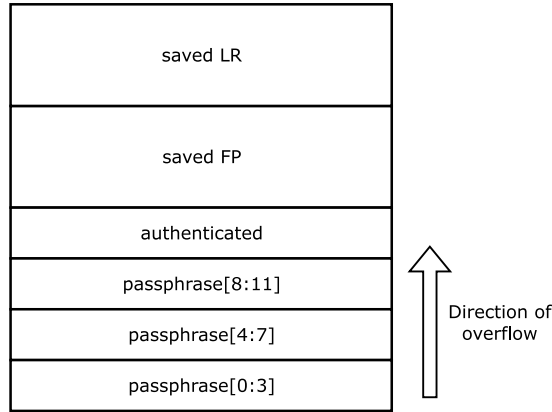 saved LR
saved FP
authenticated
passphrase[8:11]
passphrase[4:7]
passphrase[0:3]
Direction of
overflow